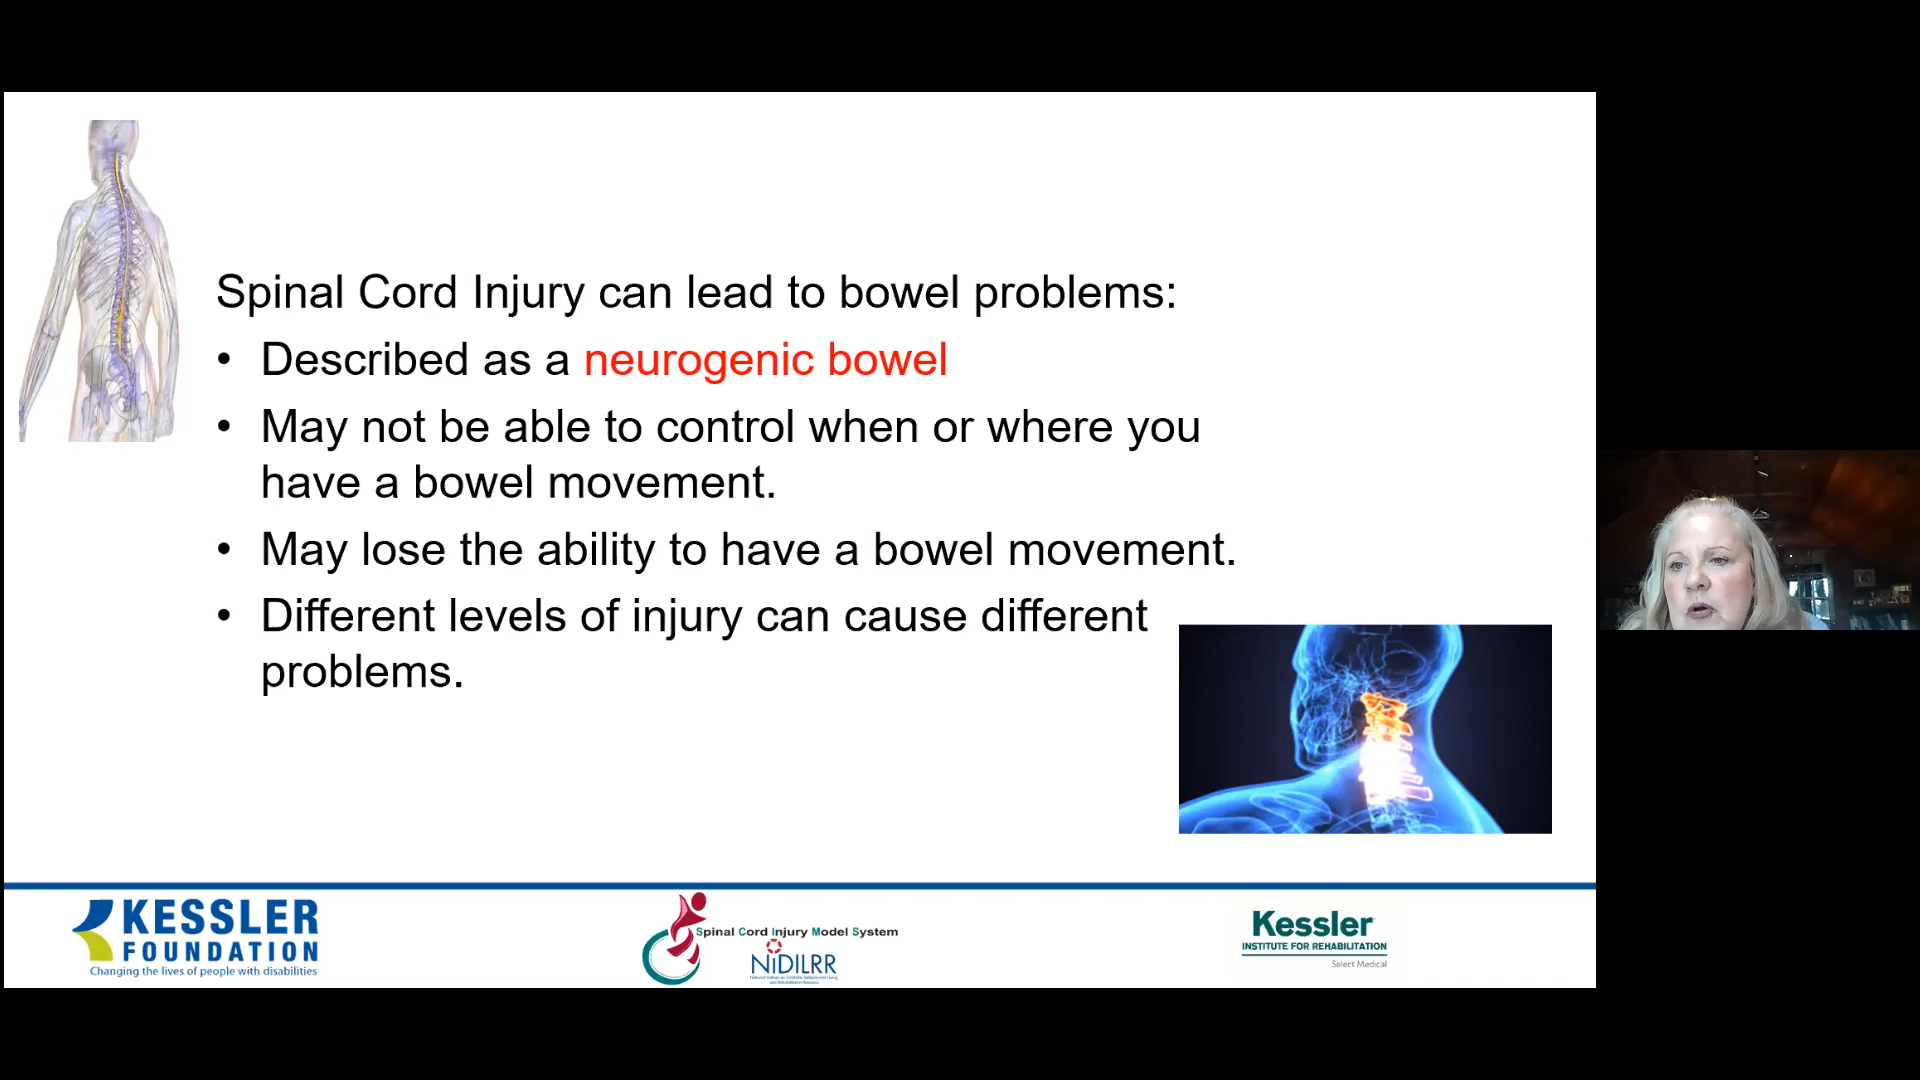 Spinal Cord Injury can lead to bowel problems:
• Described as a neurogenic bowel
• May not be able to control when or where you
have a bowel movement.
• May lose the ability to have a bowel movement.
• Different levels of injury can cause different
problems.
KESSLER
FOUNDATION
Changing the lives of people with disabilities
Spinal Cord Injury Model System
NIDILRR
Kessler
INSTITUTE FOR REHABILITATION
Select Medical